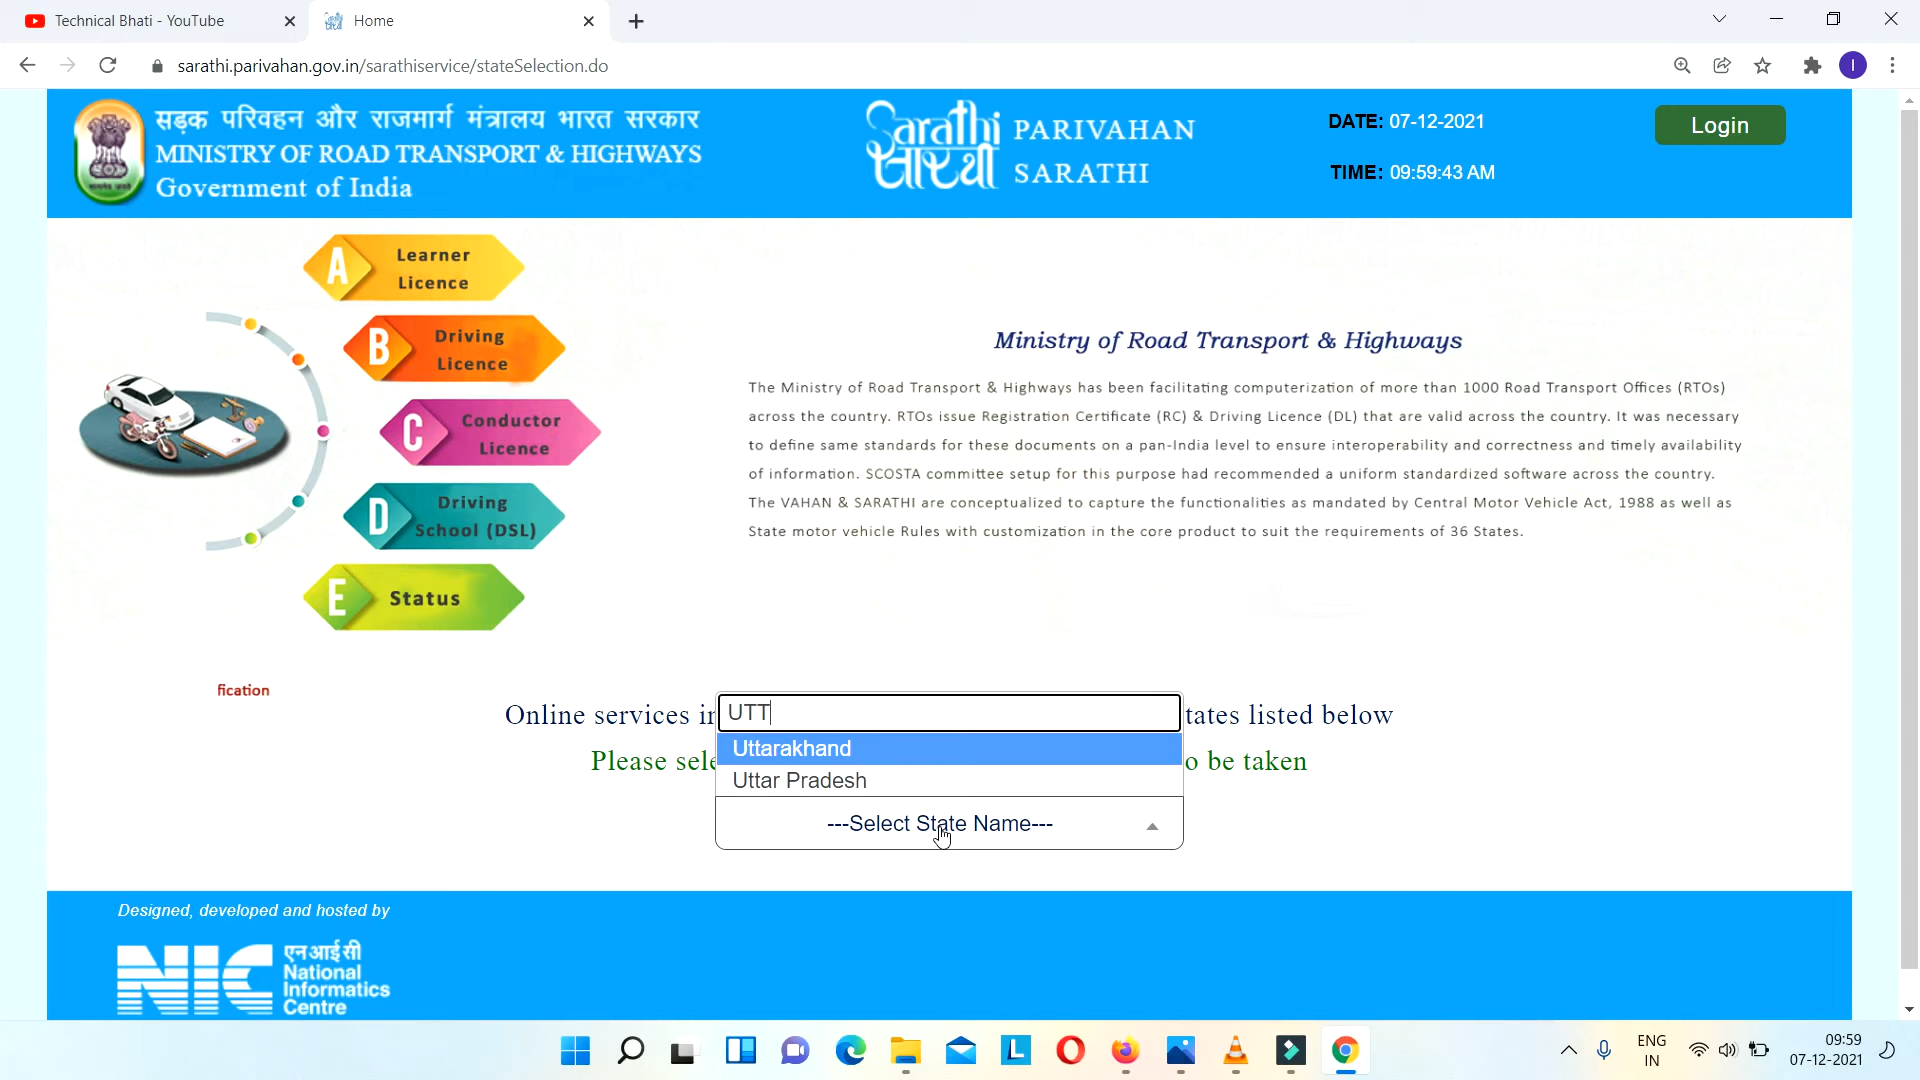 Technical Bhati - YouTube
Home
sarathi.parivahan.gov.in/sarathiservice/stateSelection.do
I
सड़क परिवहन और राजमार्ग मंत्रालय भारत सरकार
MINISTRY OF ROAD TRANSPORT & HIGHWAYS
Government of India
Sarathi
सारथी
PARIVAHAN
SARATHI
DATE: 07-12-2021
TIME: 09:59:43 AM
Login
A Learner Licence
B Driving Licence
C Conductor Licence
D Driving School (DSL)
E Status
Ministry of Road Transport & Highways
The Ministry of Road Transport & Highways has been facilitating computerization of more than 1000 Road Transport Offices (RTOs)
across the country. RTOs issue Registration Certificate (RC) & Driving Licence (DL) that are valid across the country. It was necessary
to define same standards for these documents on a pan-India level to ensure interoperability and correctness and timely availability
of information. SCOSTA committee setup for this purpose had recommended a uniform standardized software across the country.
The VAHAN & SARATHI are conceptualized to capture the functionalities as mandated by Central Motor Vehicle Act, 1988 as well as
State motor vehicle Rules with customization in the core product to suit the requirements of 36 States.
fication
Online services in tates listed below
UTT
Uttarakhand
Please sele o be taken
Uttar Pradesh
---Select State Name---
Designed, developed and hosted by
NIC
एन आई सी
National
Informatics
Centre
ENG
IN
09:59
07-12-2021